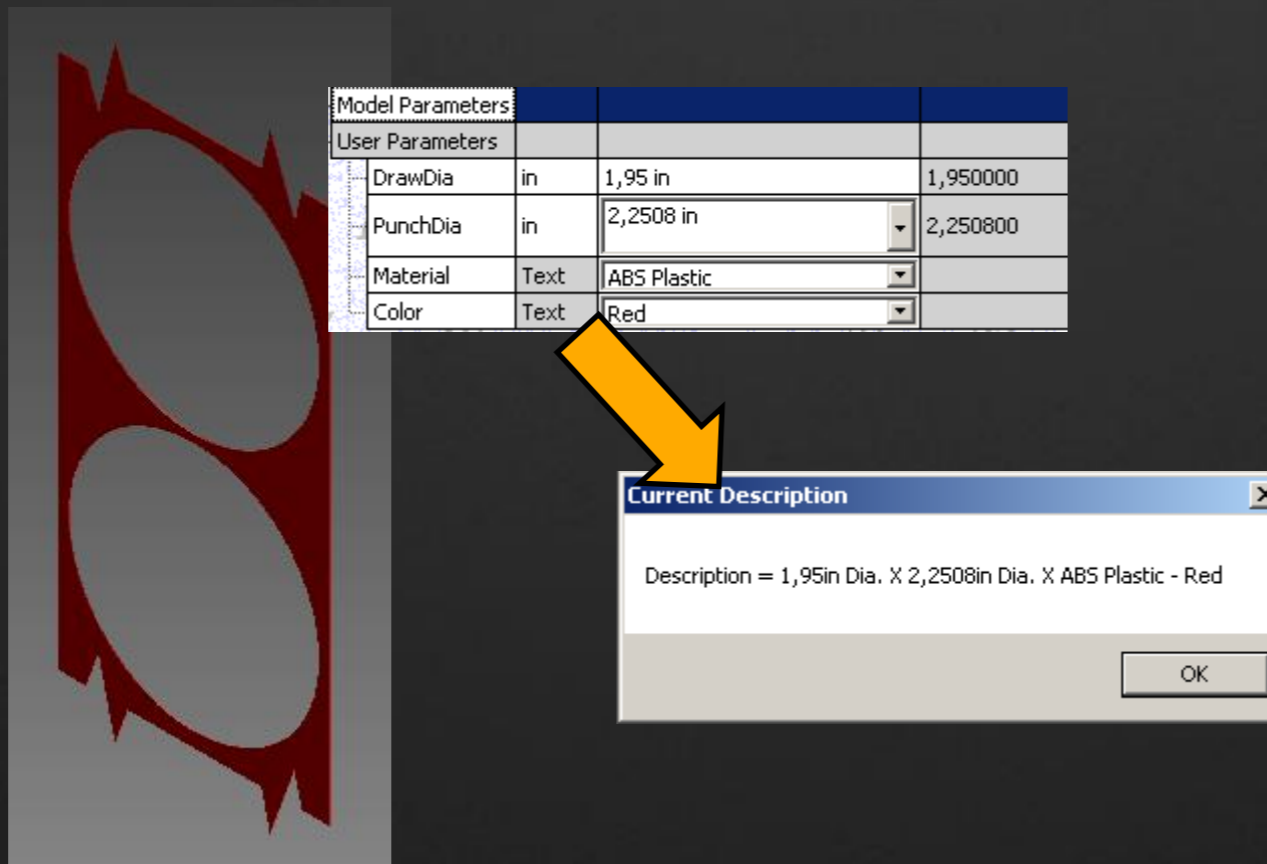 Model Parameters
User Parameters
DrawDia in 1,95 in 1,950000
PunchDia in 2,2508 in 2,250800
Material Text ABS Plastic
Color Text Red
Current Description
Description = 1,95in Dia. X 2,2508in Dia. X ABS Plastic - Red
OK